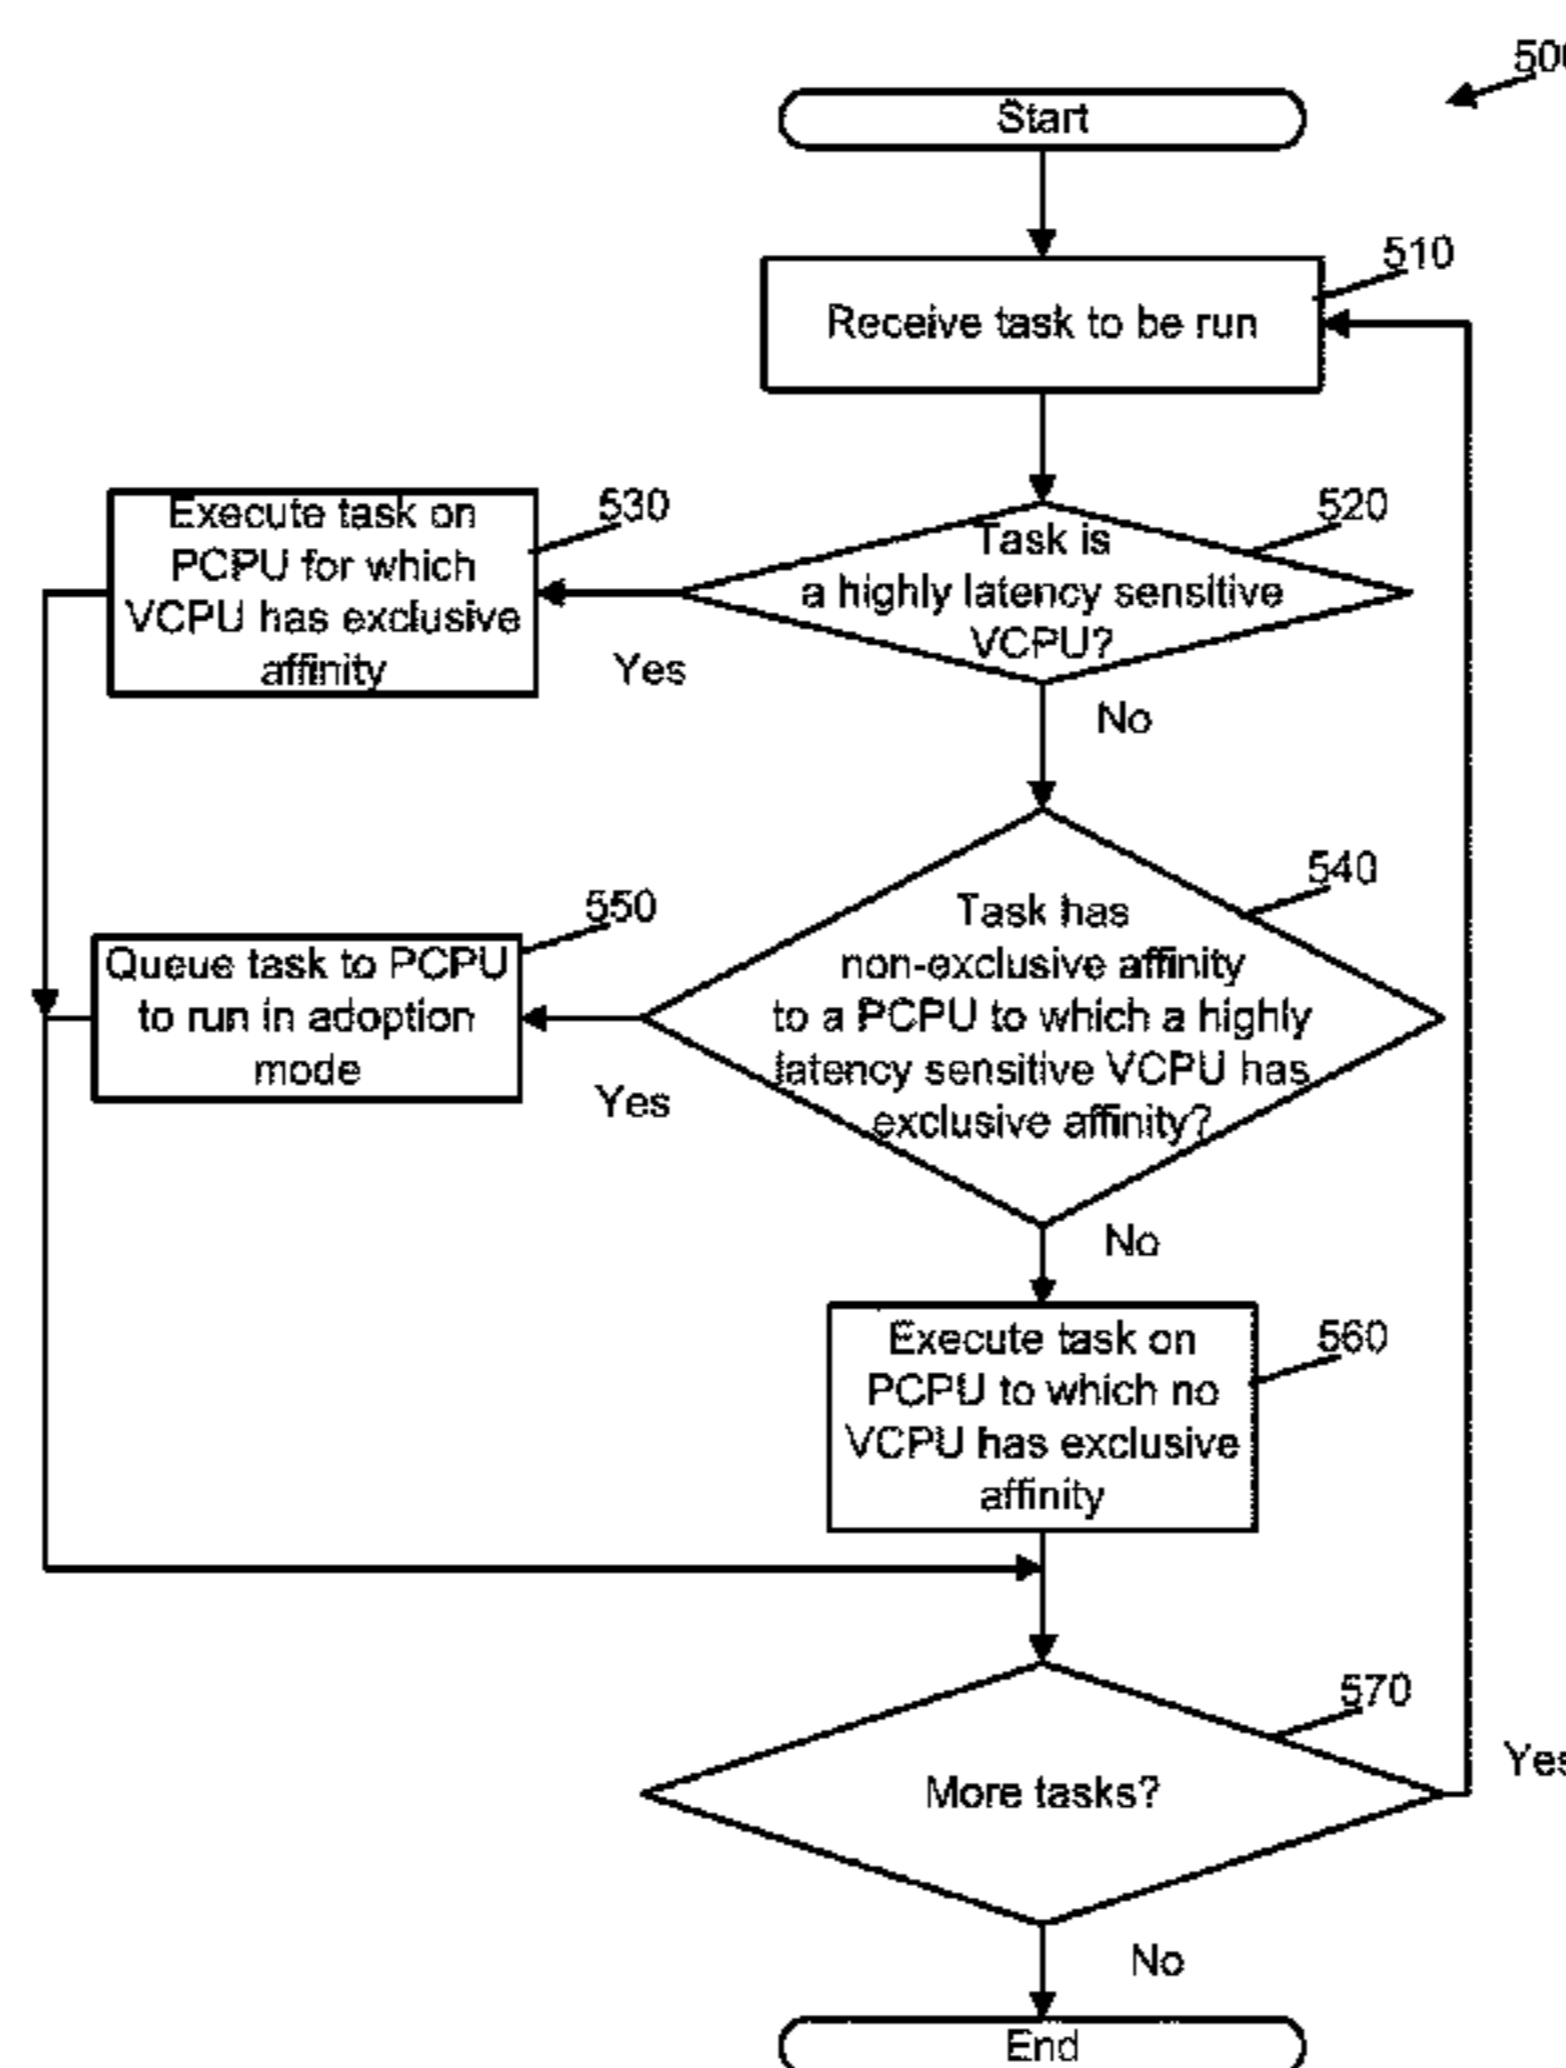 500
Start
510
Receive task to be run
520
Task is
a highly latency sensitive
VCPU?
530
Execute task on
PCPU for which
VCPU has exclusive
affinity
Yes
No
540
Task has
non-exclusive affinity
to a PCPU to which a highly
latency sensitive VCPU has
exclusive affinity?
550
Queue task to PCPU
to run in adoption
mode
Yes
No
560
Execute task on
PCPU to which no
VCPU has exclusive
affinity
570
More tasks?
Yes
No
End